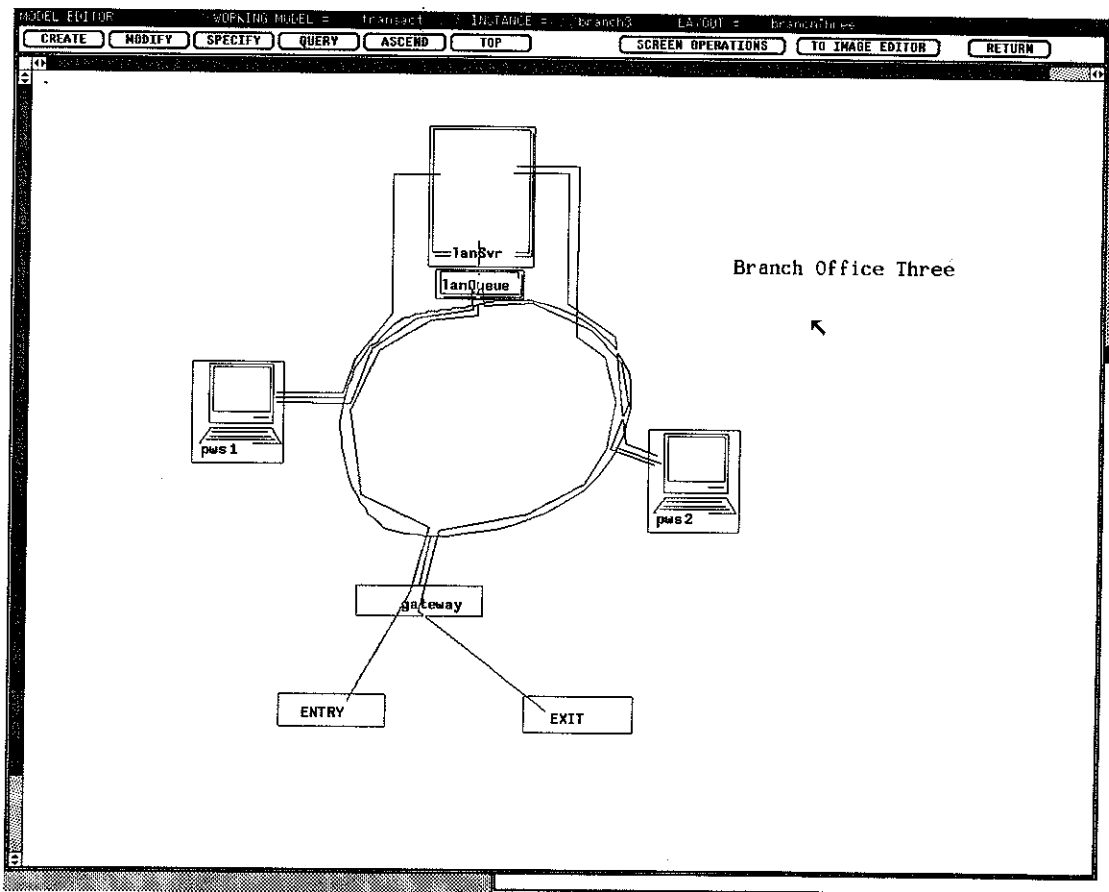 MODEL EDITOR WORKING MODEL = transact INSTANCE = branch3 LAYOUT = branchThree
CREATE MODIFY SPECIFY QUERY ASCEND TOP SCREEN OPERATIONS TO IMAGE EDITOR RETURN
lanSvr
Branch Office Three
lanQueue
pws1
pws2
gateway
ENTRY
EXIT